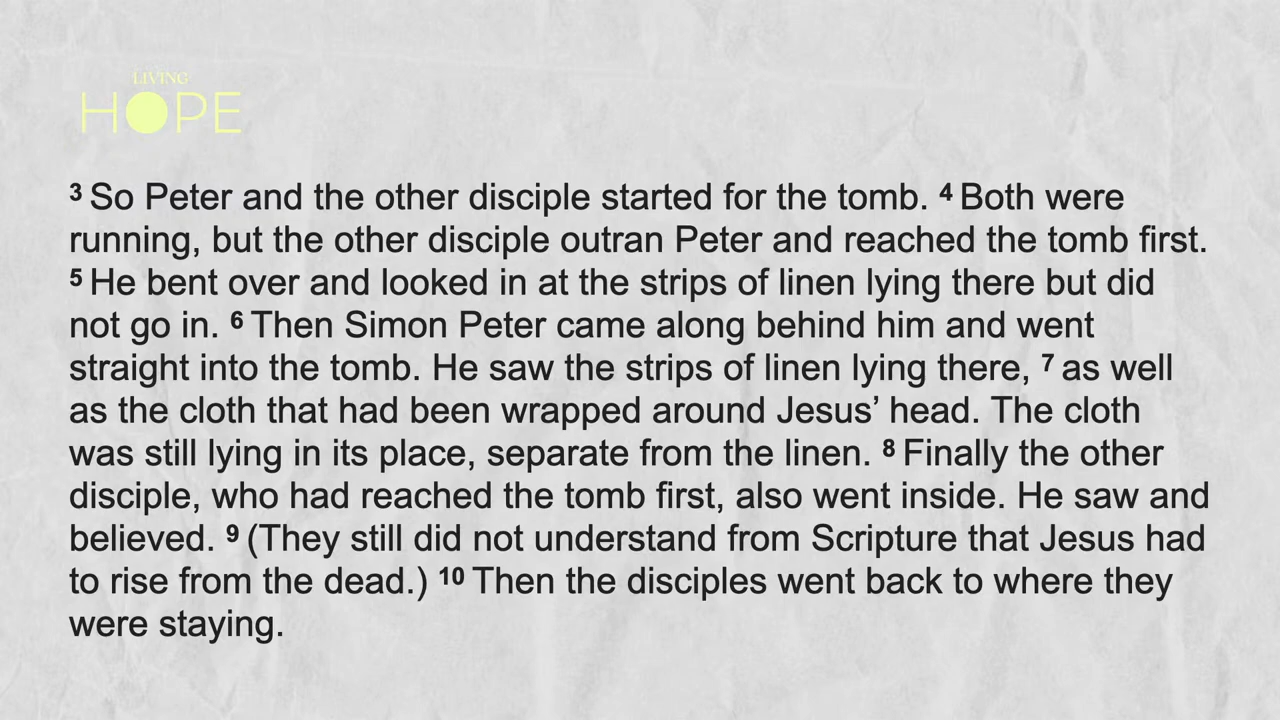 LIVING
HOPE
3 So Peter and the other disciple started for the tomb. 4 Both were
running, but the other disciple outran Peter and reached the tomb first.
5 He bent over and looked in at the strips of linen lying there but did
not go in. 6 Then Simon Peter came along behind him and went
straight into the tomb. He saw the strips of linen lying there, 7 as well
as the cloth that had been wrapped around Jesus’ head. The cloth
was still lying in its place, separate from the linen. 8 Finally the other
disciple, who had reached the tomb first, also went inside. He saw and
believed. 9 (They still did not understand from Scripture that Jesus had
to rise from the dead.) 10 Then the disciples went back to where they
were staying.